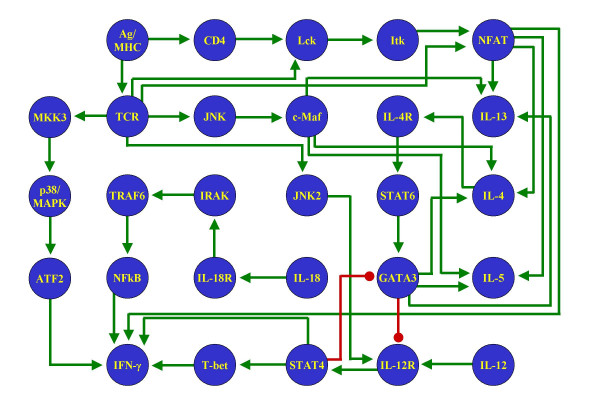 Ag/
MHC
CD4
Lck
Itk
NFAT
MKK3
TCR
JNK
c-Maf
IL-4R
IL-13
p38/
MAPK
TRAF6
IRAK
JNK2
STAT6
IL-4
ATF2
NFkB
IL-18R
IL-18
GATA3
IL-5
IFN-γ
T-bet
STAT4
IL-12R
IL-12